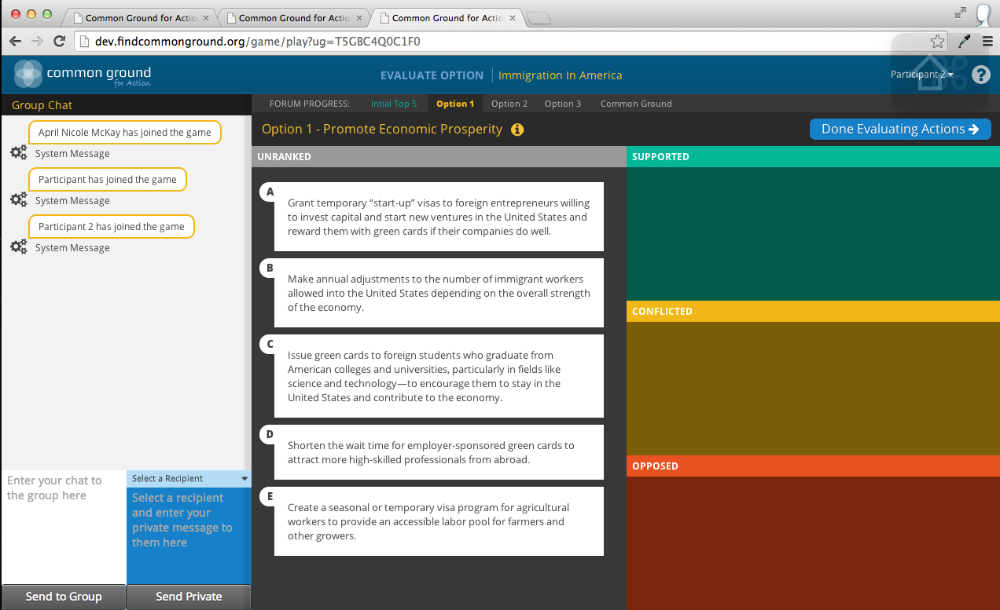 Common Ground for Actio
Common Ground for Actio
Common Ground for Actio
dev.findcommonground.org/game/play?ug=T5GBC4Q0C1F0
common ground
for Action
EVALUATE OPTION
Immigration In America
Participant 2
?
Group Chat
FORUM PROGRESS:
Intial Top 5
Option 1
Option 2
Option 3
Common Ground
Option 1 - Promote Economic Prosperity
i
Done Evaluating Actions
April Nicole McKay has joined the game
System Message
Participant has joined the game
System Message
Participant 2 has joined the game
System Message
Enter your chat to
the group here
Send to Group
Select a Recipient
Select a recipient
and enter your
private message to
them here
Send Private
UNRANKED
A
Grant temporary “start-up” visas to foreign entrepreneurs willing
to invest capital and start new ventures in the United States and
reward them with green cards if their companies do well.
B
Make annual adjustments to the number of immigrant workers
allowed into the United States depending on the overall strength
of the economy.
C
Issue green cards to foreign students who graduate from
American colleges and universities, particularly in fields like
science and technology—to encourage them to stay in the
United States and contribute to the economy.
D
Shorten the wait time for employer-sponsored green cards to
attract more high-skilled professionals from abroad.
E
Create a seasonal or temporary visa program for agricultural
workers to provide an accessible labor pool for farmers and
other growers.
SUPPORTED
CONFLICTED
OPPOSED